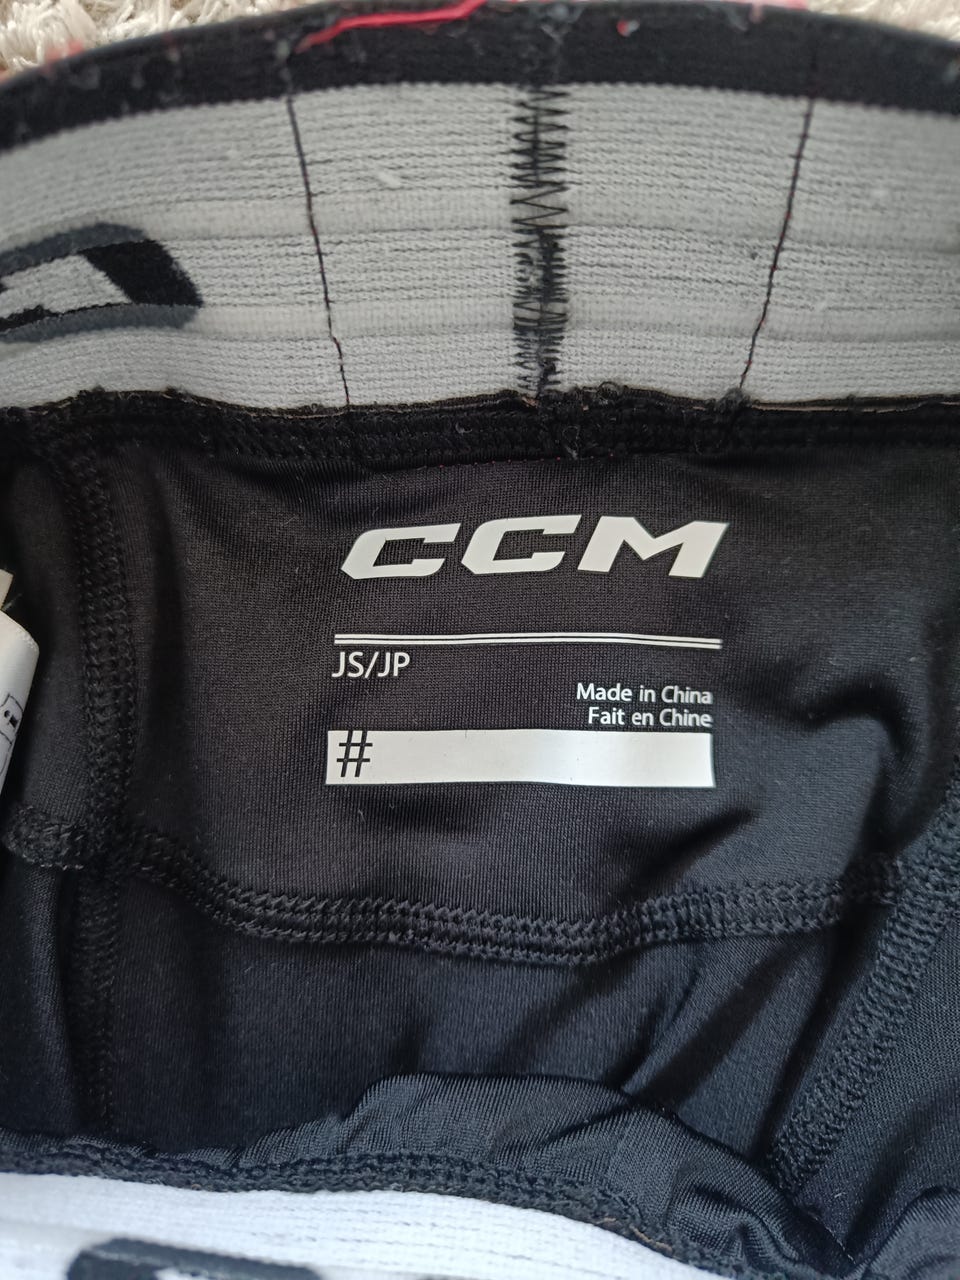 CCM
JS/JP
Made in China
Fait en Chine
#